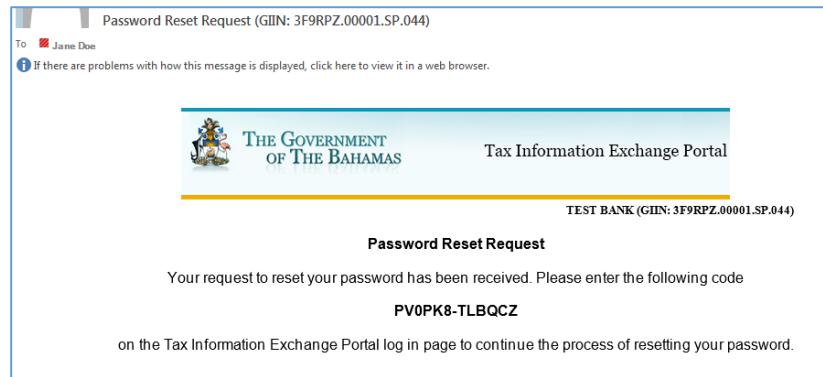 Password Reset Request (GIIN: 3F9RPZ.00001.SP.044)
To Jane Doe
If there are problems with how this message is displayed, click here to view it in a web browser.
THE GOVERNMENT
OF THE BAHAMAS
Tax Information Exchange Portal
TEST BANK (GIIN: 3F9RPZ.00001.SP.044)
Password Reset Request
Your request to reset your password has been received. Please enter the following code
PV0PK8-TLBQCZ
on the Tax Information Exchange Portal log in page to continue the process of resetting your password.